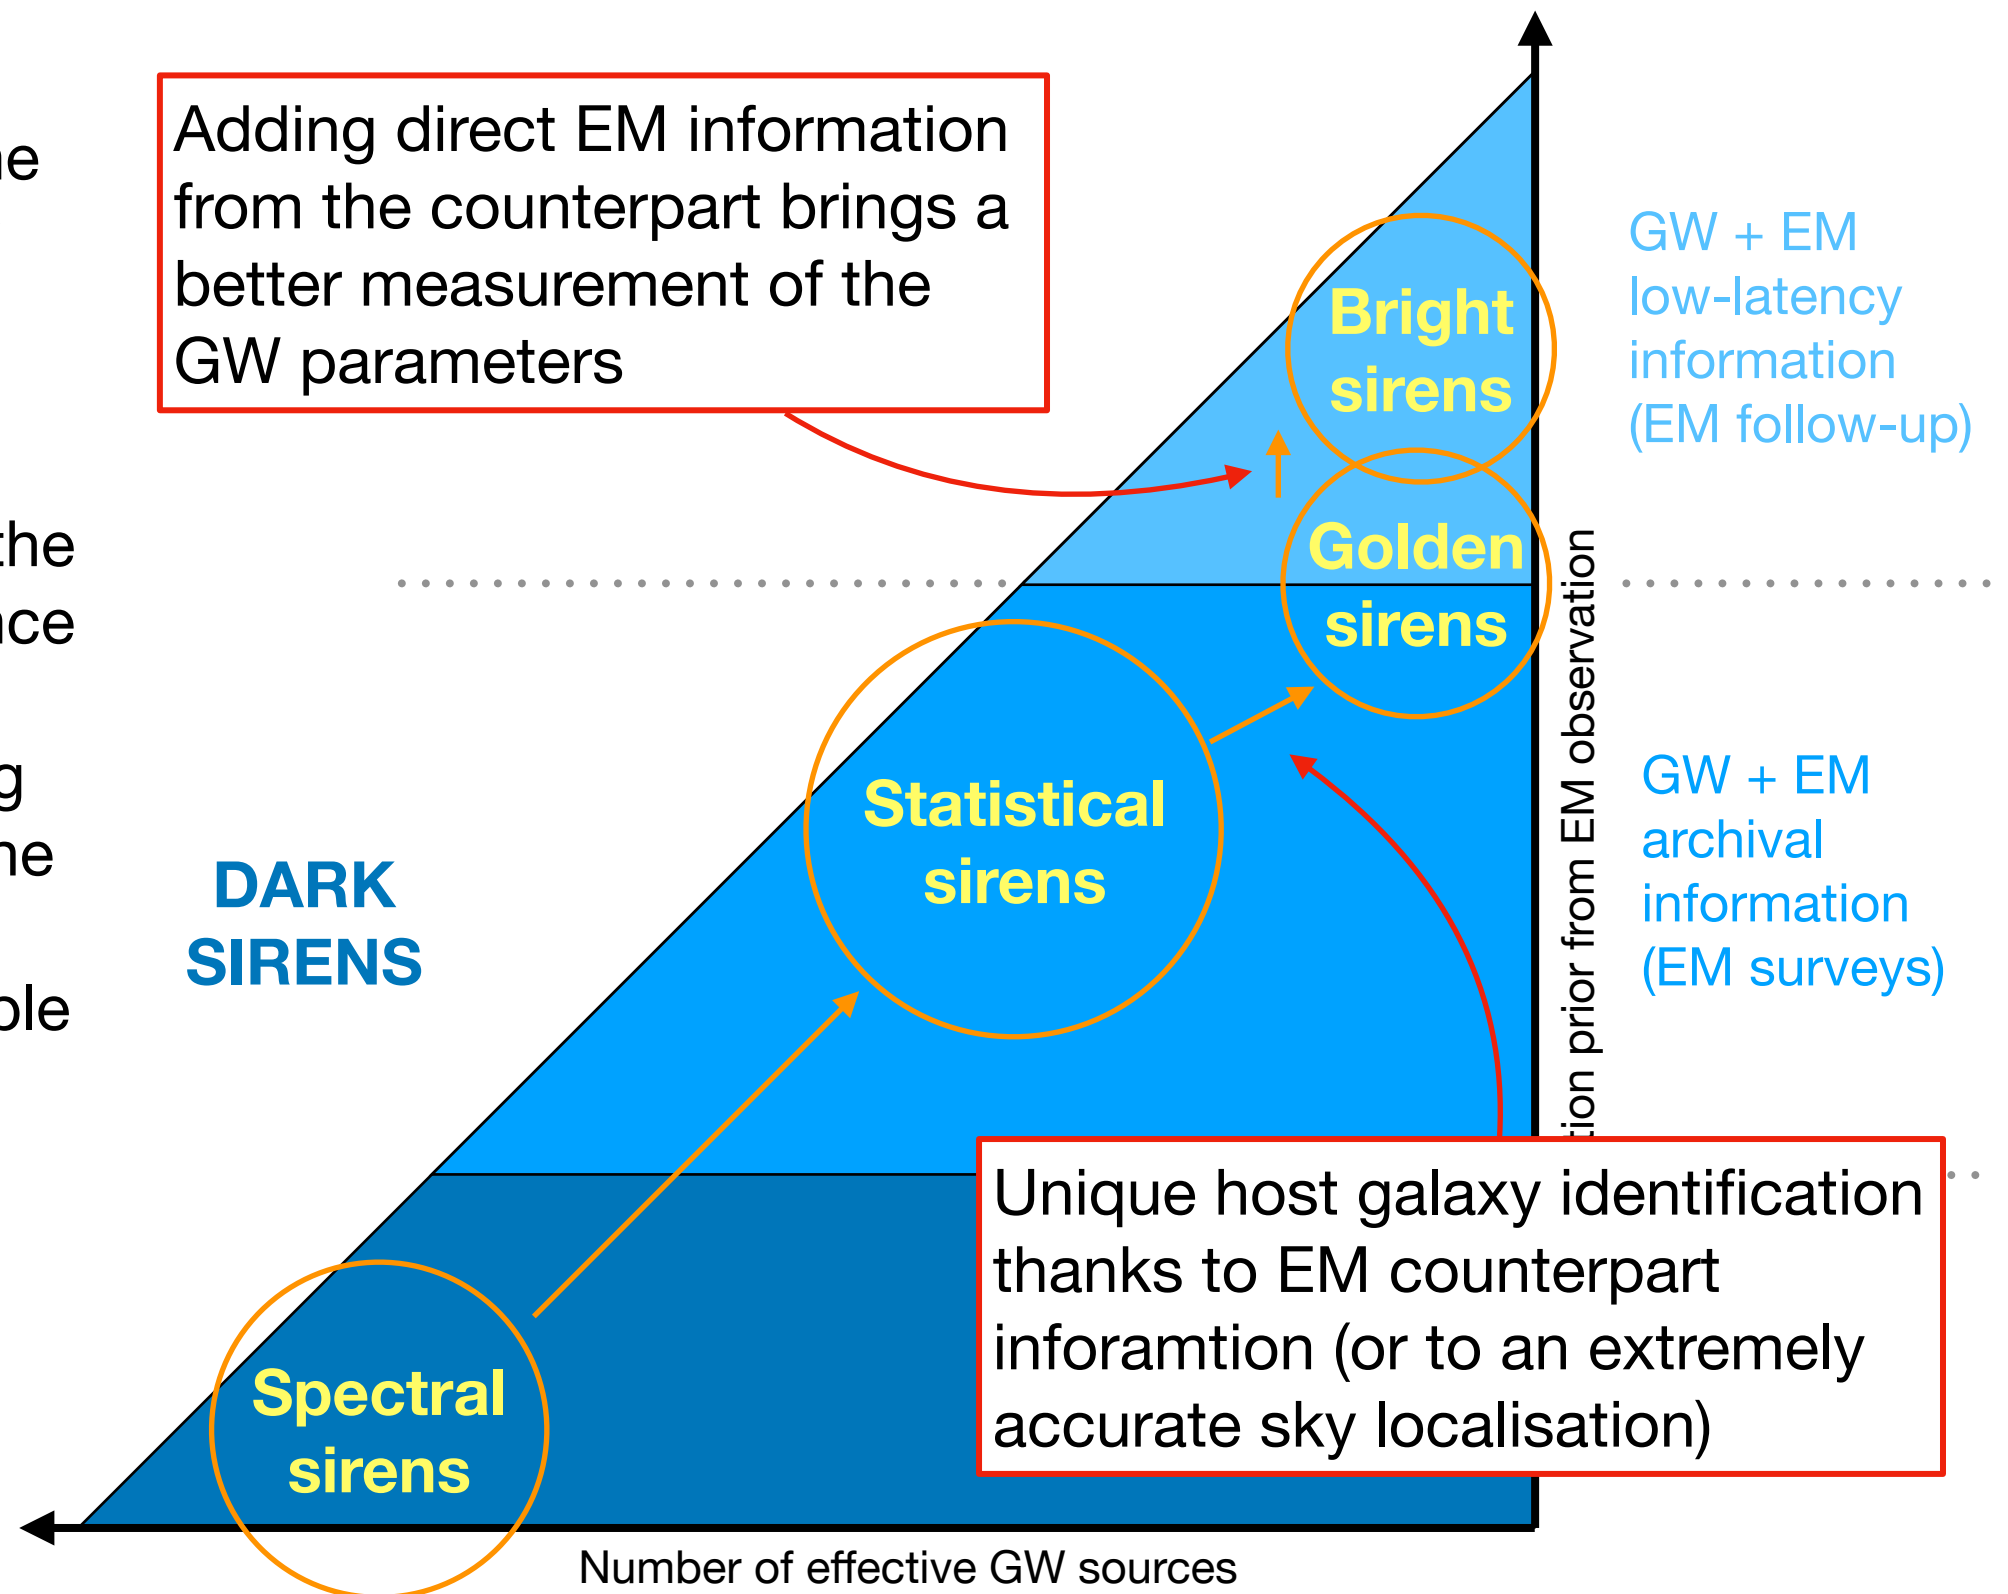 Adding direct EM information
from the counterpart brings a
better measurement of the
GW parameters
the
GW + EM
low-latency
information
(EM follow-up)
Bright
sirens
Golden
sirens
Statistical
sirens
DARK
SIRENS
prior from EM observation
GW + EM
archival
information
(EM surveys)
Unique host galaxy identification
thanks to EM counterpart
inforamtion (or to an extremely
accurate sky localisation)
Spectral
sirens
Number of effective GW sources